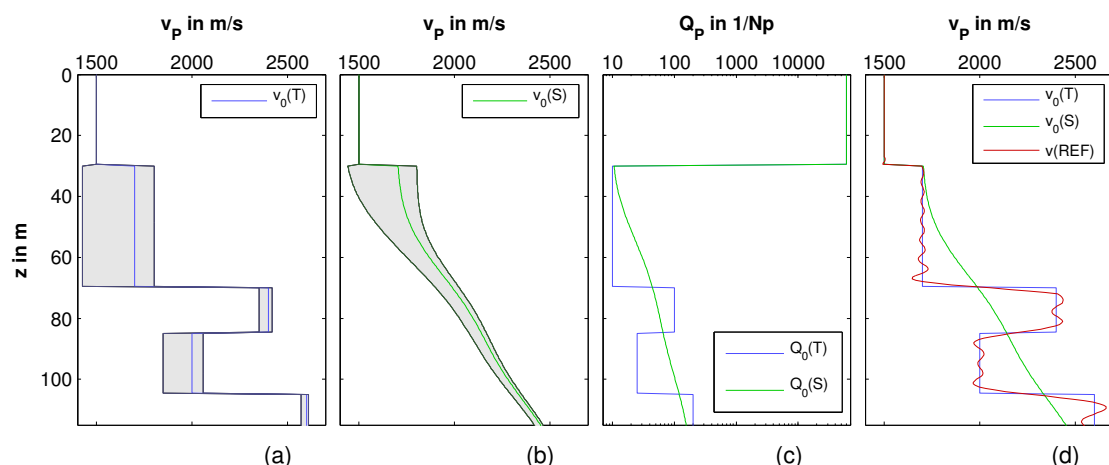 v_P in m/s
v_P in m/s
Q_P in 1/Np
v_P in m/s
1500 2000 2500
1500 2000 2500
10 100 1000 10000
1500 2000 2500
z in m
0
20
40
60
80
100
v_0(T)
v_0(S)
Q_0(T)
Q_0(S)
v_0(T)
v_0(S)
v(REF)
(a)
(b)
(c)
(d)